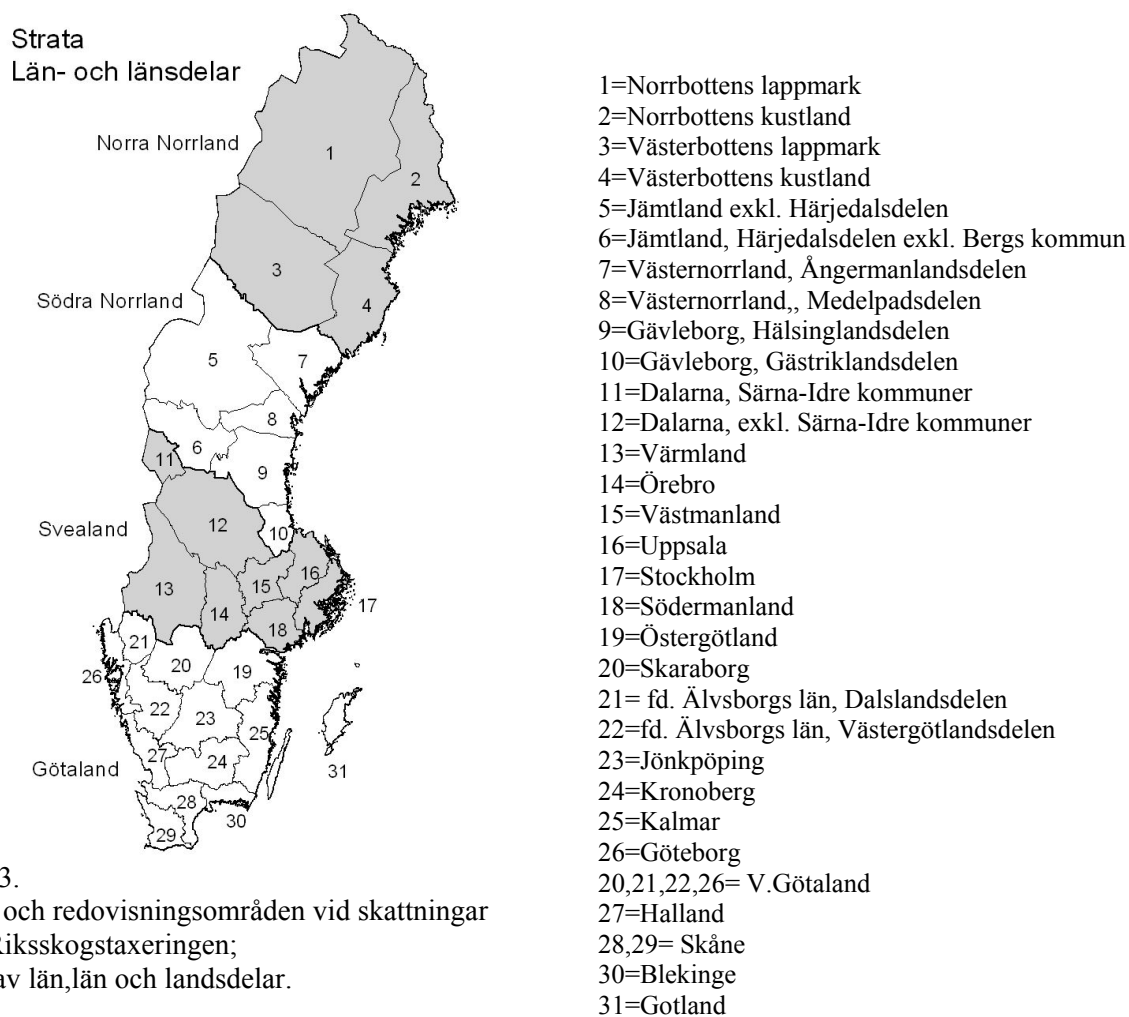 Strata
Län- och länsdelar
Norra Norrland
1
2
3
Södra Norrland
4
5
7
8
6
11
9
12
10
Svealand
13
14
15
16
17
18
21
20
19
26
22
23
25
27
24
Götaland
31
28
30
29
3.
och redovisningsområden vid skattningar
Riksskogstaxeringen;
av län,län och landsdelar.
1=Norrbottens lappmark
2=Norrbottens kustland
3=Västerbottens lappmark
4=Västerbottens kustland
5=Jämtland exkl. Härjedalsdelen
6=Jämtland, Härjedalsdelen exkl. Bergs kommun
7=Västernorrland, Ångermanlandsdelen
8=Västernorrland,, Medelpadsdelen
9=Gävleborg, Hälsinglandsdelen
10=Gävleborg, Gästriklandsdelen
11=Dalarna, Särna-Idre kommuner
12=Dalarna, exkl. Särna-Idre kommuner
13=Värmland
14=Örebro
15=Västmanland
16=Uppsala
17=Stockholm
18=Södermanland
19=Östergötland
20=Skaraborg
21= fd. Älvsborgs län, Dalslandsdelen
22=fd. Älvsborgs län, Västergötlandsdelen
23=Jönkpöping
24=Kronoberg
25=Kalmar
26=Göteborg
20,21,22,26= V.Götaland
27=Halland
28,29= Skåne
30=Blekinge
31=Gotland